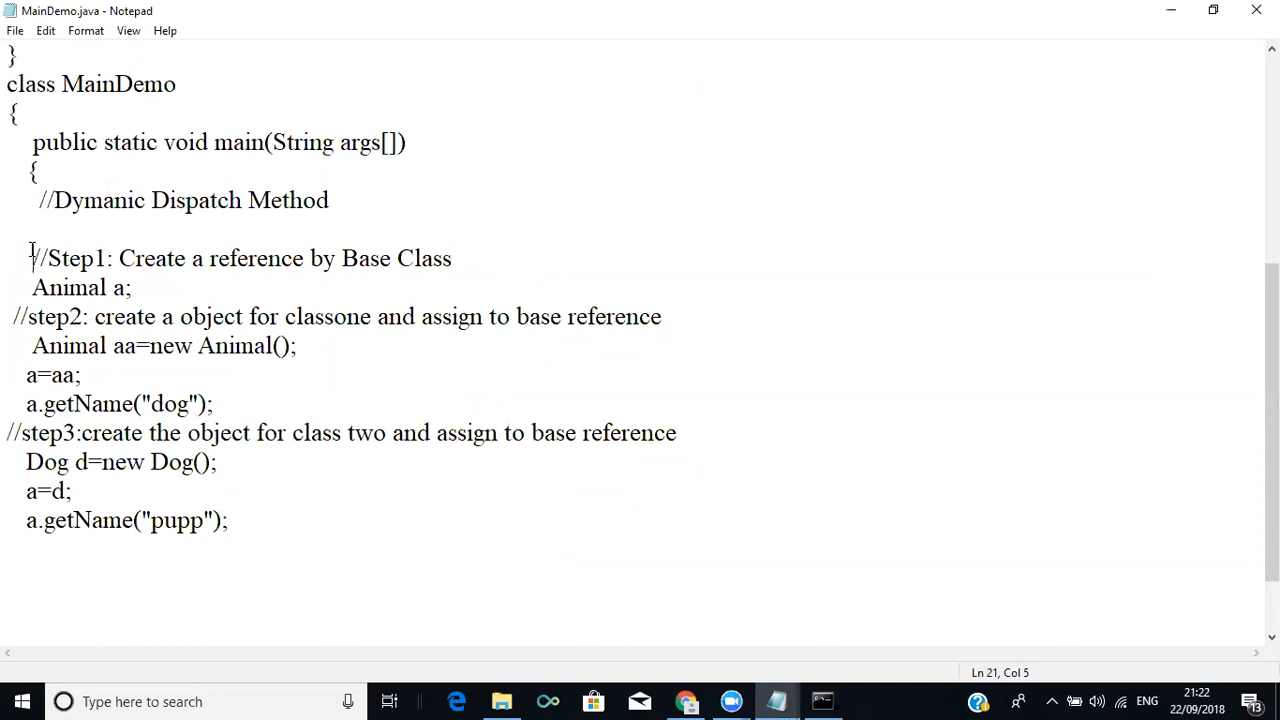 MainDemo.java - Notepad
File Edit Format View Help
}
class MainDemo
{
public static void main(String args[])
{
//Dymanic Dispatch Method
//Step1: Create a reference by Base Class
Animal a;
//step2: create a object for classone and assign to base reference
Animal aa=new Animal();
a=aa;
a.getName("dog");
//step3:create the object for class two and assign to base reference
Dog d=new Dog();
a=d;
a.getName("pupp");
Ln 21, Col 5
Type here to search
ENG
21:22
22/09/2018
13